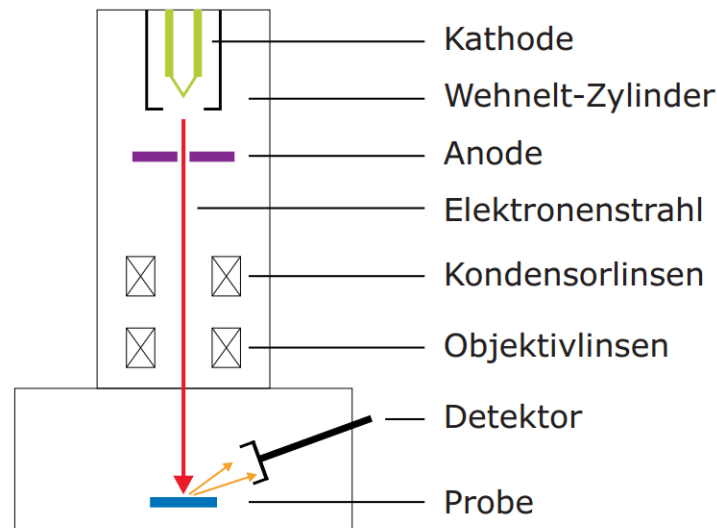 Kathode
Wehnelt-Zylinder
Anode
Elektronenstrahl
Kondensorlinsen
Objektivlinsen
Detektor
Probe